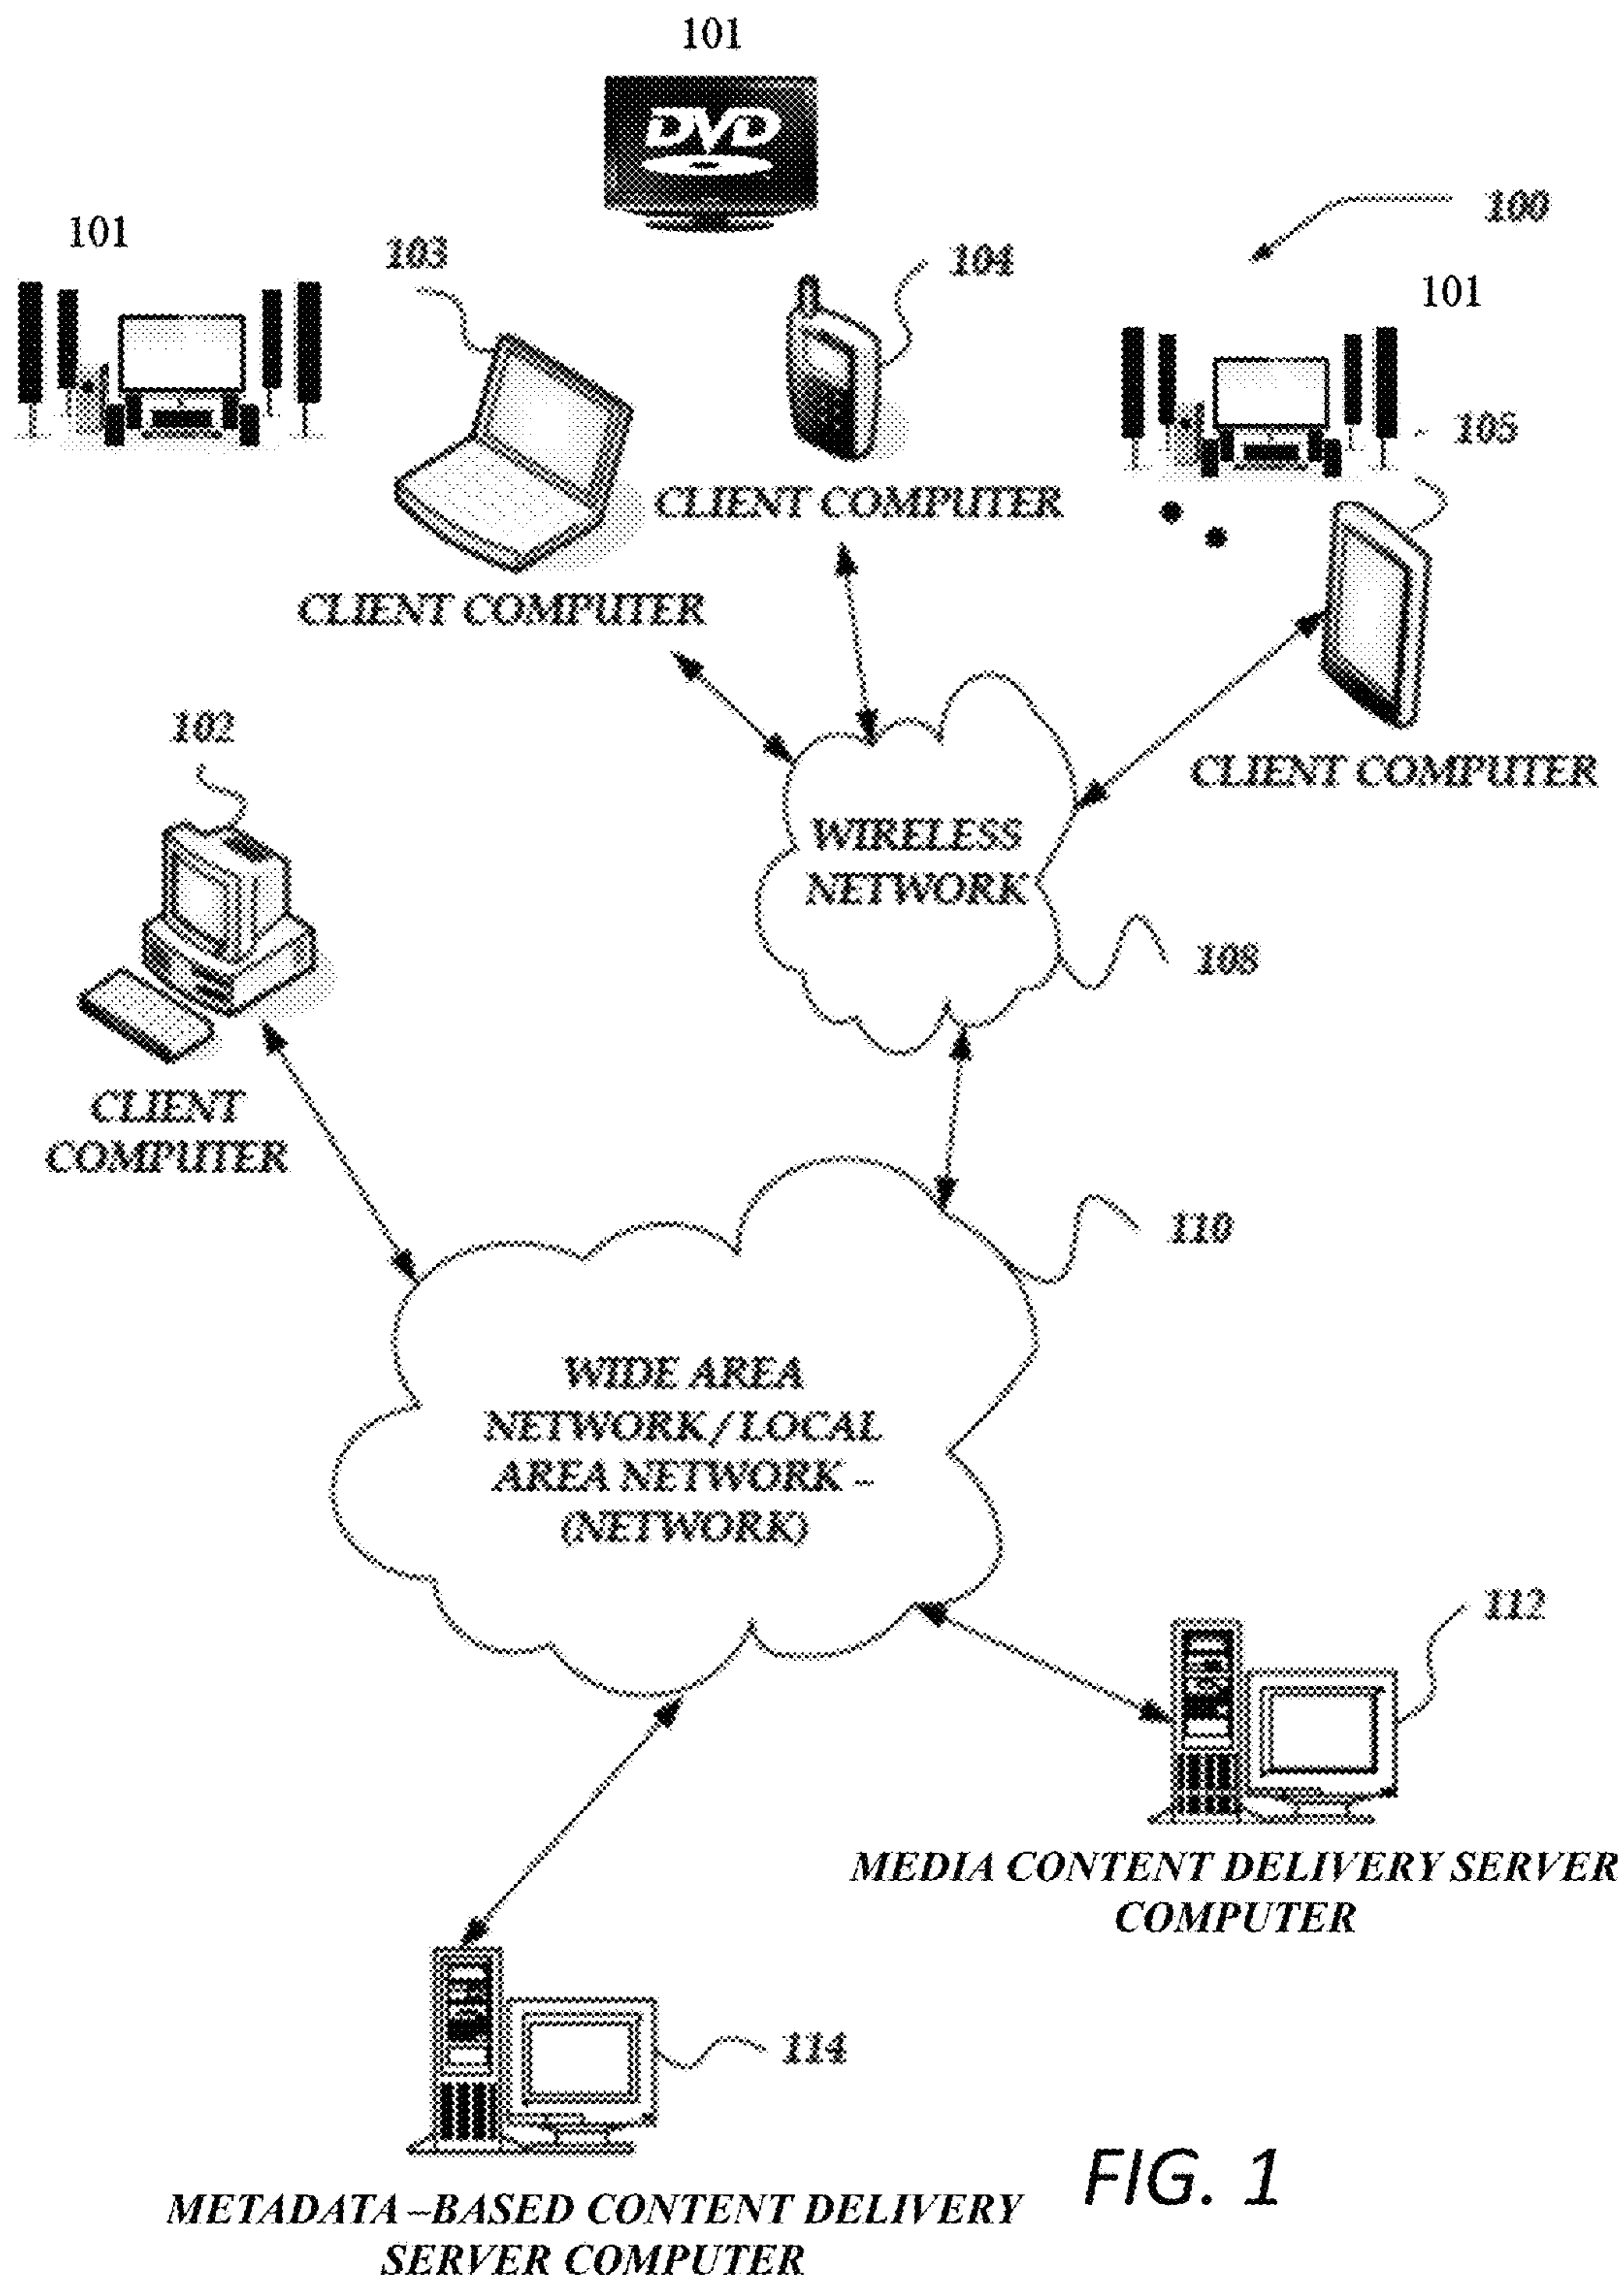 101
DVD
100
101
103
104
101
105
CLIENT COMPUTER
CLIENT COMPUTER
102
CLIENT COMPUTER
WIRELESS
NETWORK
108
CLIENT
COMPUTER
110
WIDE AREA
NETWORK/LOCAL
AREA NETWORK -
(NETWORK)
112
MEDIA CONTENT DELIVERY SERVER
COMPUTER
114
FIG. 1
METADATA -BASED CONTENT DELIVERY
SERVER COMPUTER